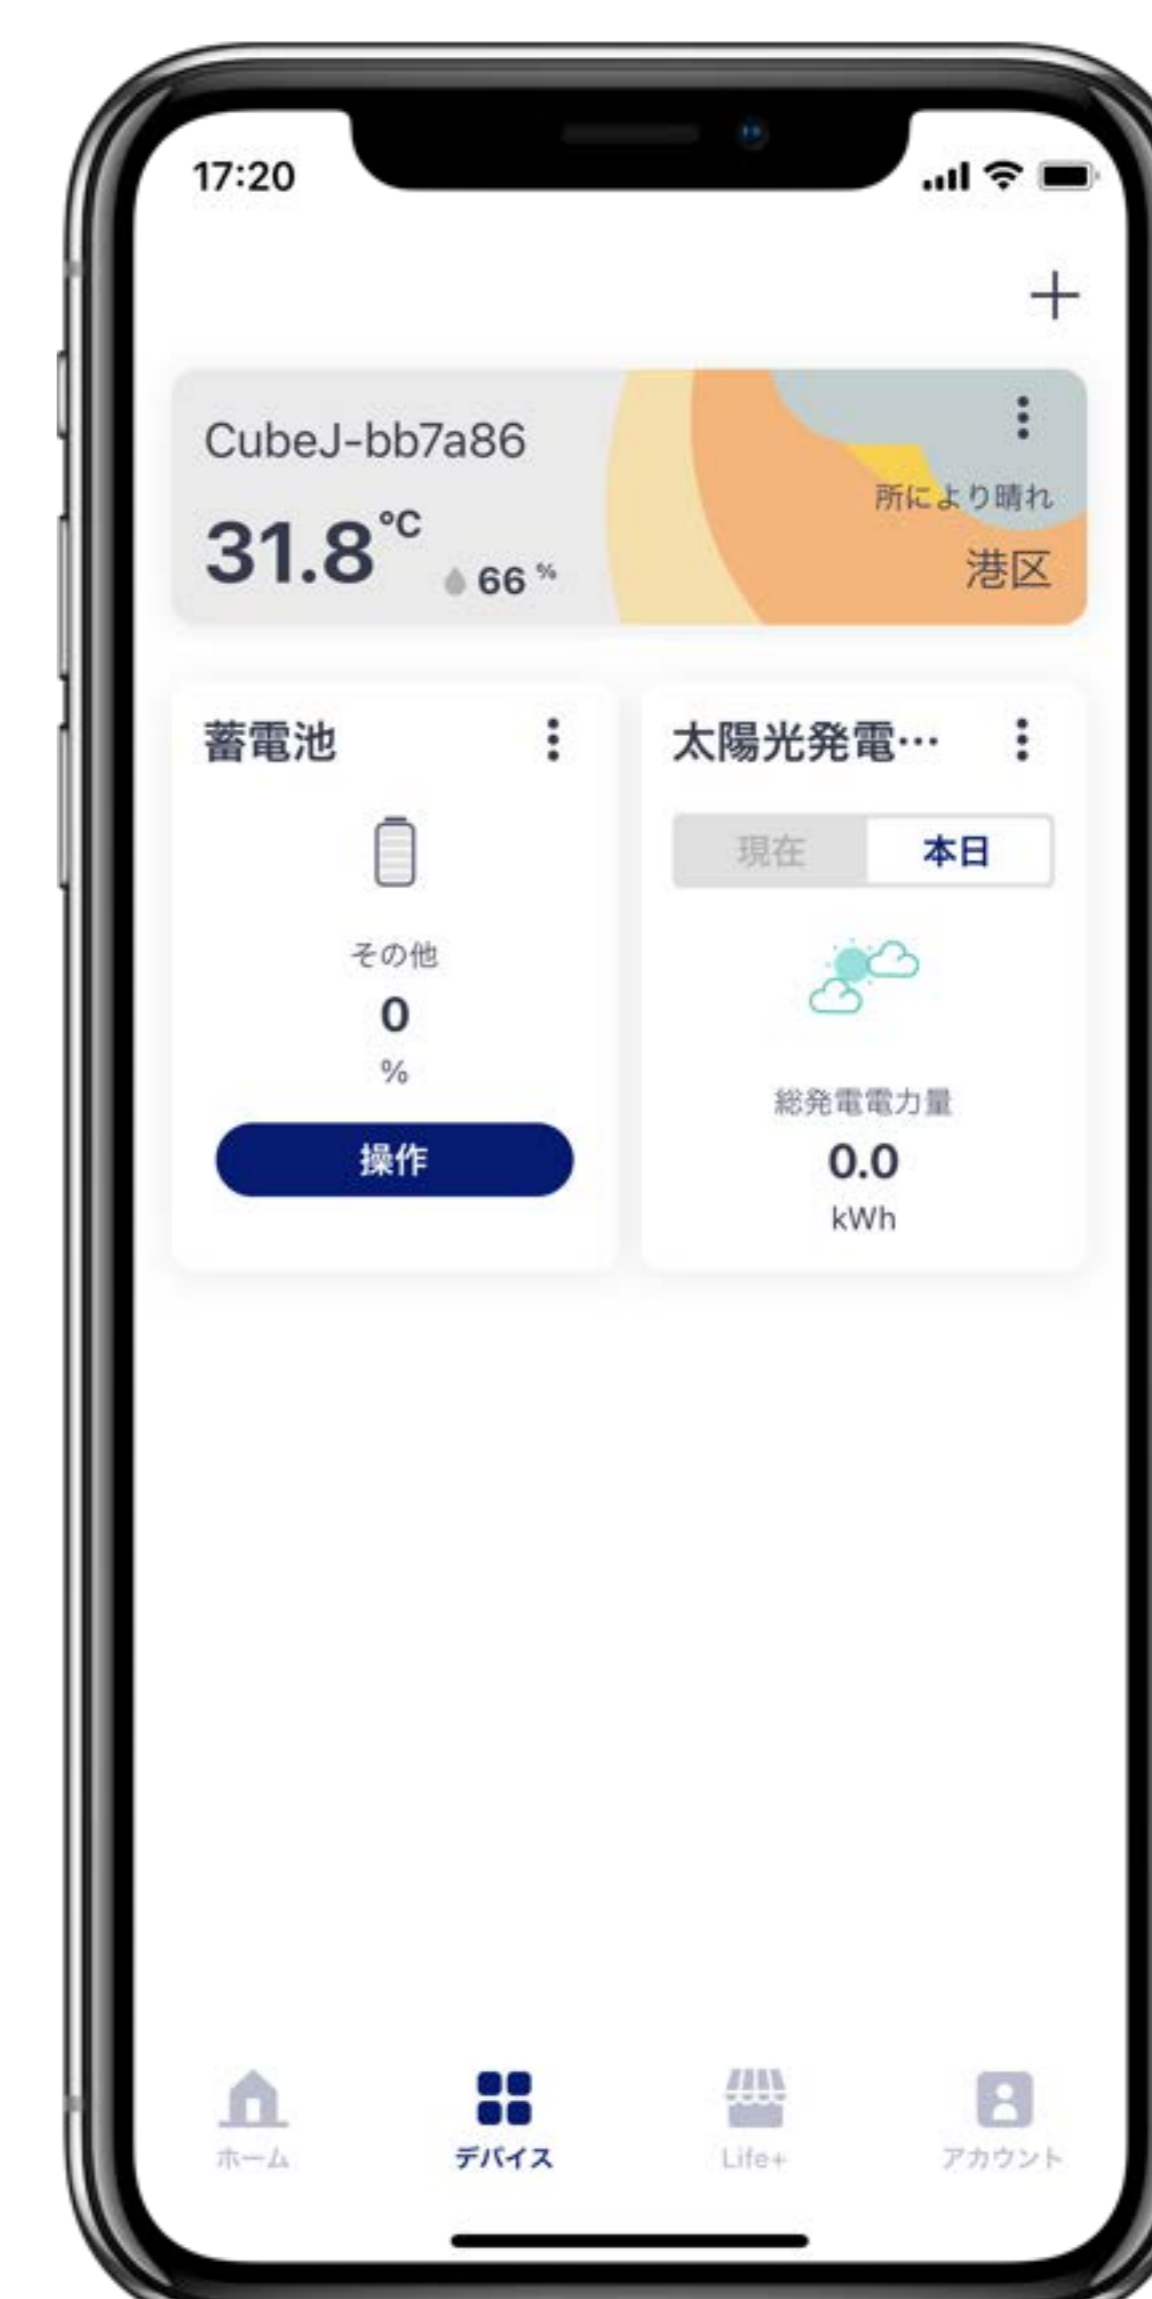 17:20
CubeJ-bb7a86
31.8℃
66 %
所により晴れ
港区
蓄電池
太陽光発電…
現在
本日
その他
0
%
操作
総発電電力量
0.0
kWh
ホーム
デバイス
Life+
アカウント